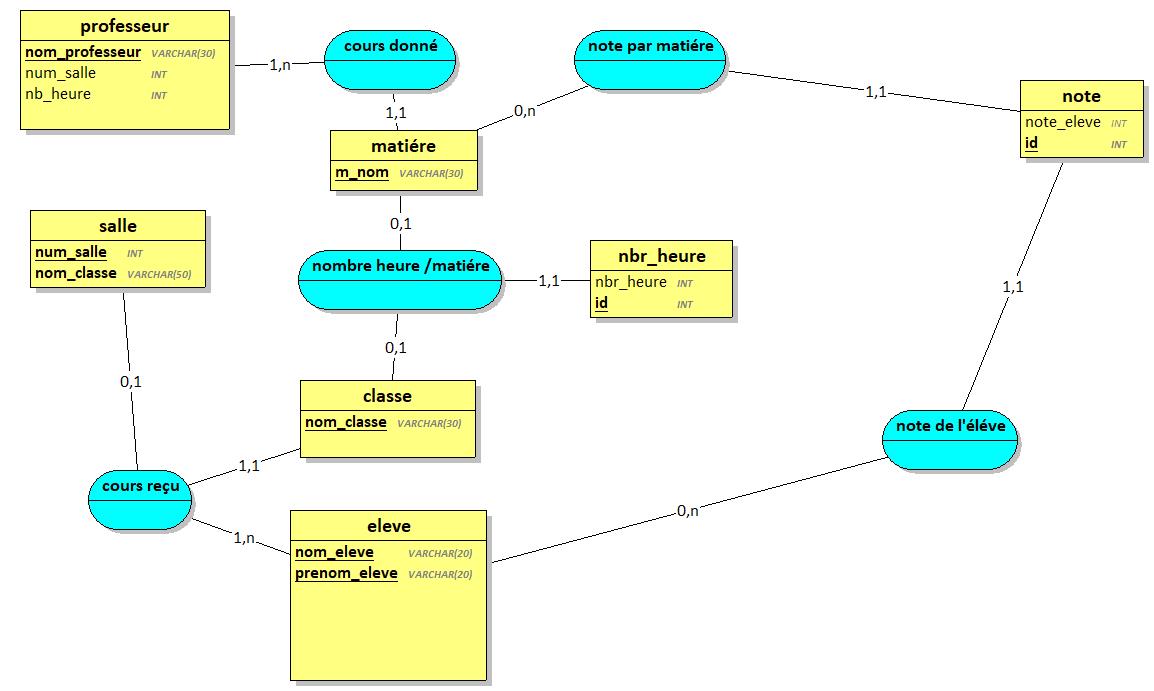 professeur
nom_professeur VARCHAR(30)
num_salle INT
nb_heure INT
1,n
cours donné
1,1
note par matiére
0,n
1,1
note
note_eleve INT
id INT
matiére
m_nom VARCHAR(30)
0,1
salle
num_salle INT
nom_classe VARCHAR(50)
nombre heure /matiére
1,1
nbr_heure
nbr_heure INT
id INT
1,1
0,1
0,1
classe
nom_classe VARCHAR(30)
note de l'éléve
1,1
cours reçu
1,n
0,n
eleve
nom_eleve VARCHAR(20)
prenom_eleve VARCHAR(20)